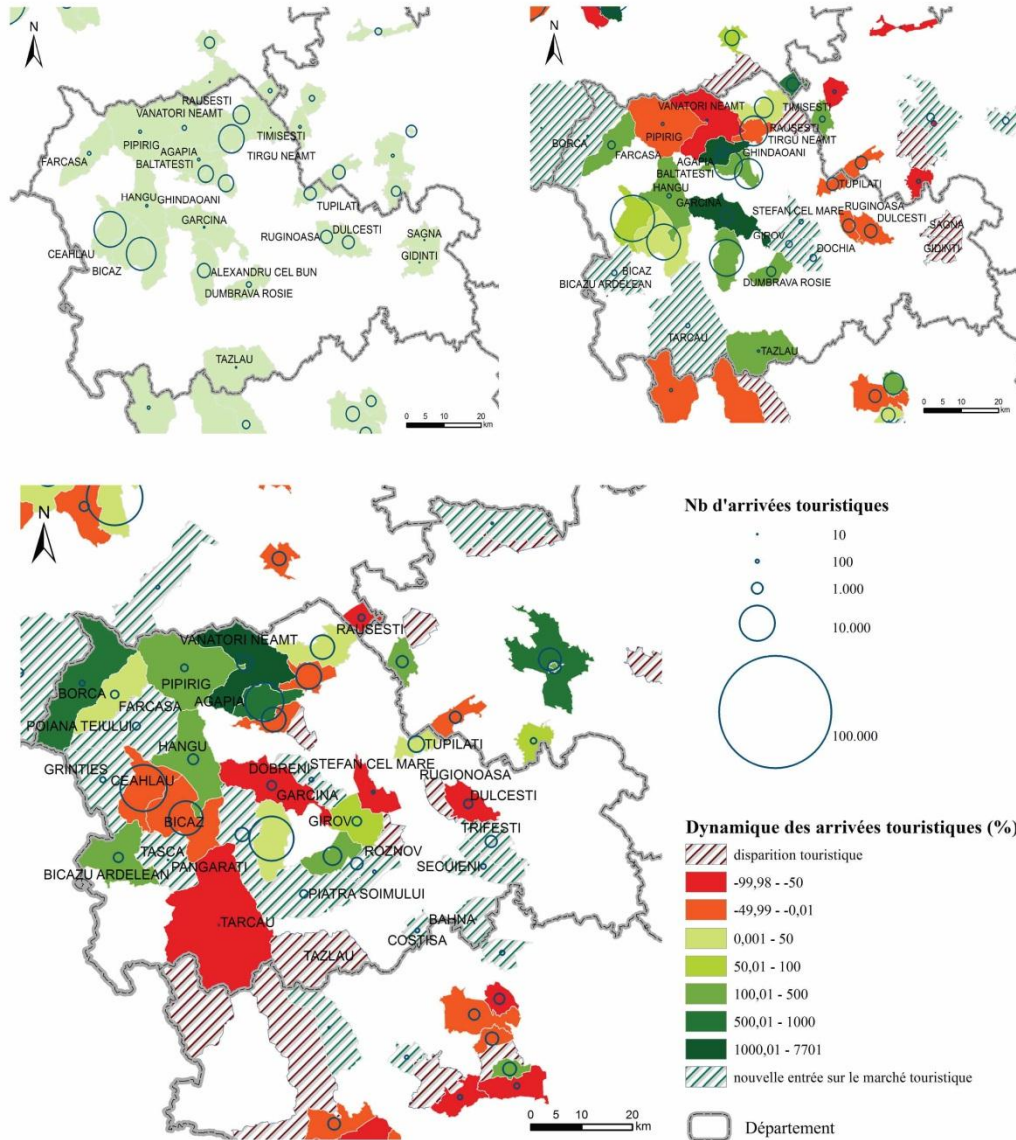 N
RAUSESTI
VANATORI NEAMT
PIPIRIG
TIMISESTI
FARCASA
AGAPIA
BALTATESTI
TIRGU NEAMT
HANGU
GHINDAOANI
GARCINA
TUPILATI
CEAHLAU
RUGINOASA
DULCESTI
SAGNA
BICAZ
ALEXANDRU CEL BUN
GIDINTI
DUMBRAVA ROSIE
TAZLAU
0 5 10 20
km
N
VANATORI NEAMT
TIMISESTI
BORCA
PIPIRIG
RAUSESTI
TIRGU NEAMT
FARCASA
GHINDAOANI
AGAPIA
BALTATESTI
HANGU
TUPILATI
GARCINA
STEFAN CEL MARE
RUGINOASA
DULCESTI
GIROV
SAGNA
DOCHIA
GIDINTI
BICAZ
BICAZU ARDELEAN
DUMBRAVA ROSIE
TARCAU
TAZLAU
0 5 10 20
km
N
VANATORI NEAMT
RAUSESTI
PIPIRIG
BORCA
AGAPIA
FARCASA
POIANA TEIULUI
HANGU
TUPILATI
GRINTIES
DOBRENI
STEFAN CEL MARE
CEAHLAU
GARCINA
RUGIONOASA
DULCESTI
BICAZ
GIROV
TRIFESTI
TASCA
ROZNOV
BICAZU ARDELEAN
PANGARATI
SECUIENI
PIATRA SOIMULUI
TARCAU
BAHNA
COSTISA
TAZLAU
0 5 10 20
km
Nb d'arrivées touristiques
10
100
1.000
10.000
100.000
Dynamique des arrivées touristiques (%)
disparition touristique
-99,98 - -50
-49,99 - -0,01
0,001 - 50
50,01 - 100
100,01 - 500
500,01 - 1000
1000,01 - 7701
nouvelle entrée sur le marché touristique
Département